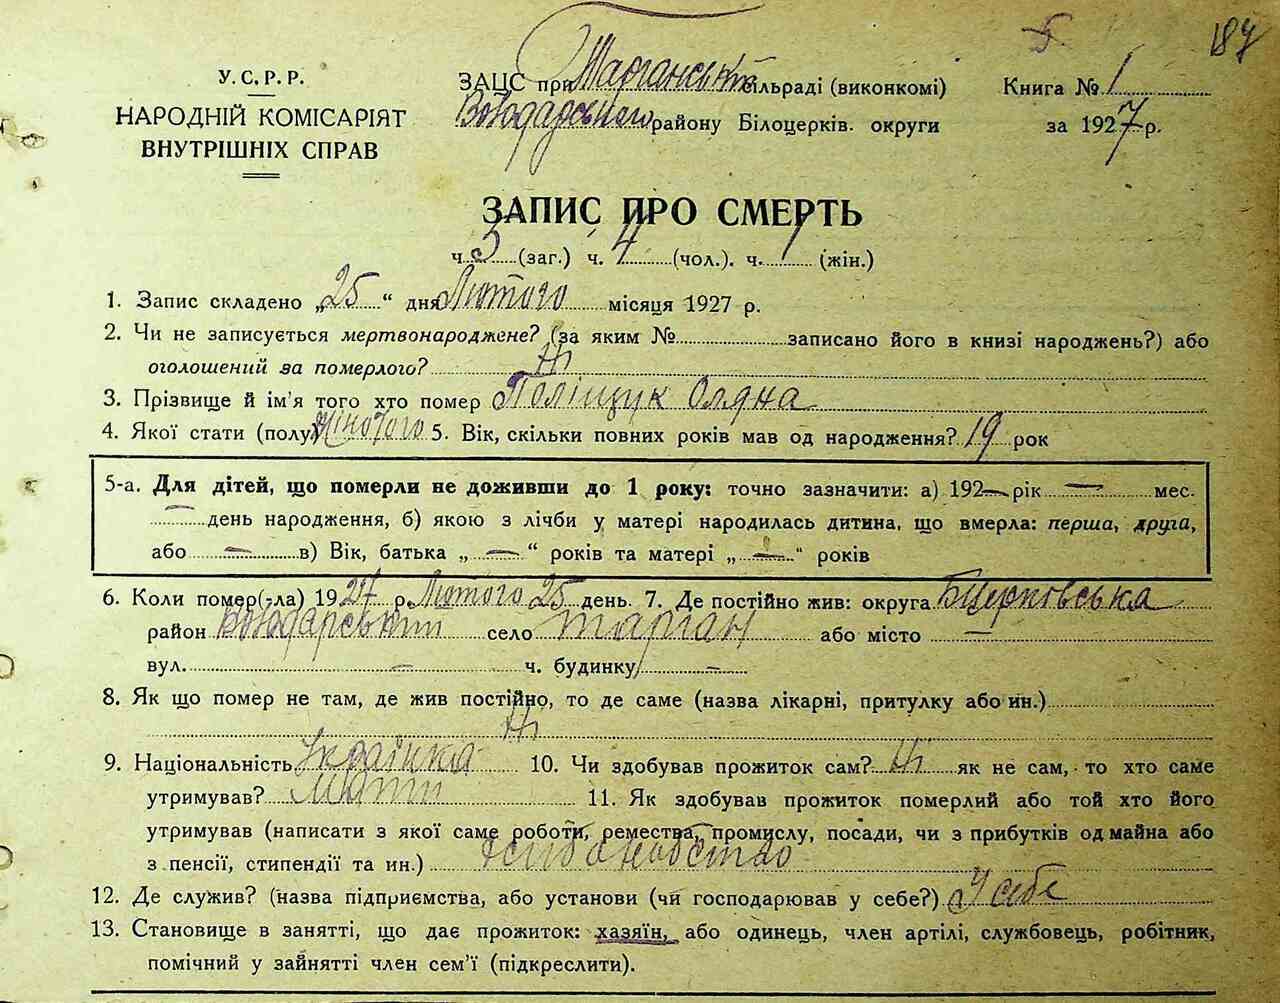 187
У.С.Р.Р.
НАРОДНІЙ КОМІСАРІЯТ
ВНУТРІШНІХ СПРАВ
ЗАЦС при Тарганській сільраді (виконкомі)
Володарського району Білоцерків. округи
Книга № 1
за 1927 р.
ЗАПИС ПРО СМЕРТЬ
ч. 3 (заг.) ч. 4 (чол.). ч. 1 (жін.)
1. Запис складено „25“ дня Лютого місяця 1927 р.
2. Чи не записується мертвонароджене? (за яким № записано його в книзі народжень?) або
оголошений за померлого? Ні
3. Прізвище й ім'я того хто помер Поліщук Оляна
4. Якої статі (полу) жіночого 5. Вік, скільки повних років мав од народження? 19 рок
5-а. Для дітей, що померли не доживши до 1 року: точно зазначити: а) 192— рік — мес.
— день народження, б) якою з лічби у матері народилась дитина, що вмерла: перша, друга,
або — в) Вік, батька „—“ років та матері „—“ років
6. Коли помер(-ла) 1927 р. Лютого 25 день. 7. Де постійно жив: округа Бцерковська
район Володарський село Тарган або місто —
вул. — ч. будинку —
8. Як що помер не там, де жив постійно, то де саме (назва лікарні, притулку або ин.)
Ні
9. Національність Українка 10. Чи здобував прожиток сам? Ні як не сам, то хто саме
утримував? Мати 11. Як здобував прожиток померлий або той хто його
утримував (написати з якої саме роботи, ремества, промислу, посади, чи з прибутків од майна або
з пенсії, стипендії та ин.)
12. Де служив? (назва підприємства, або установи (чи господарював у себе?) У себе
13. Становище в занятті, що дає прожиток: хазяїн, або одинець, член артілі, службовець, робітник,
помічний у зайнятті член сем'ї (підкреслити).